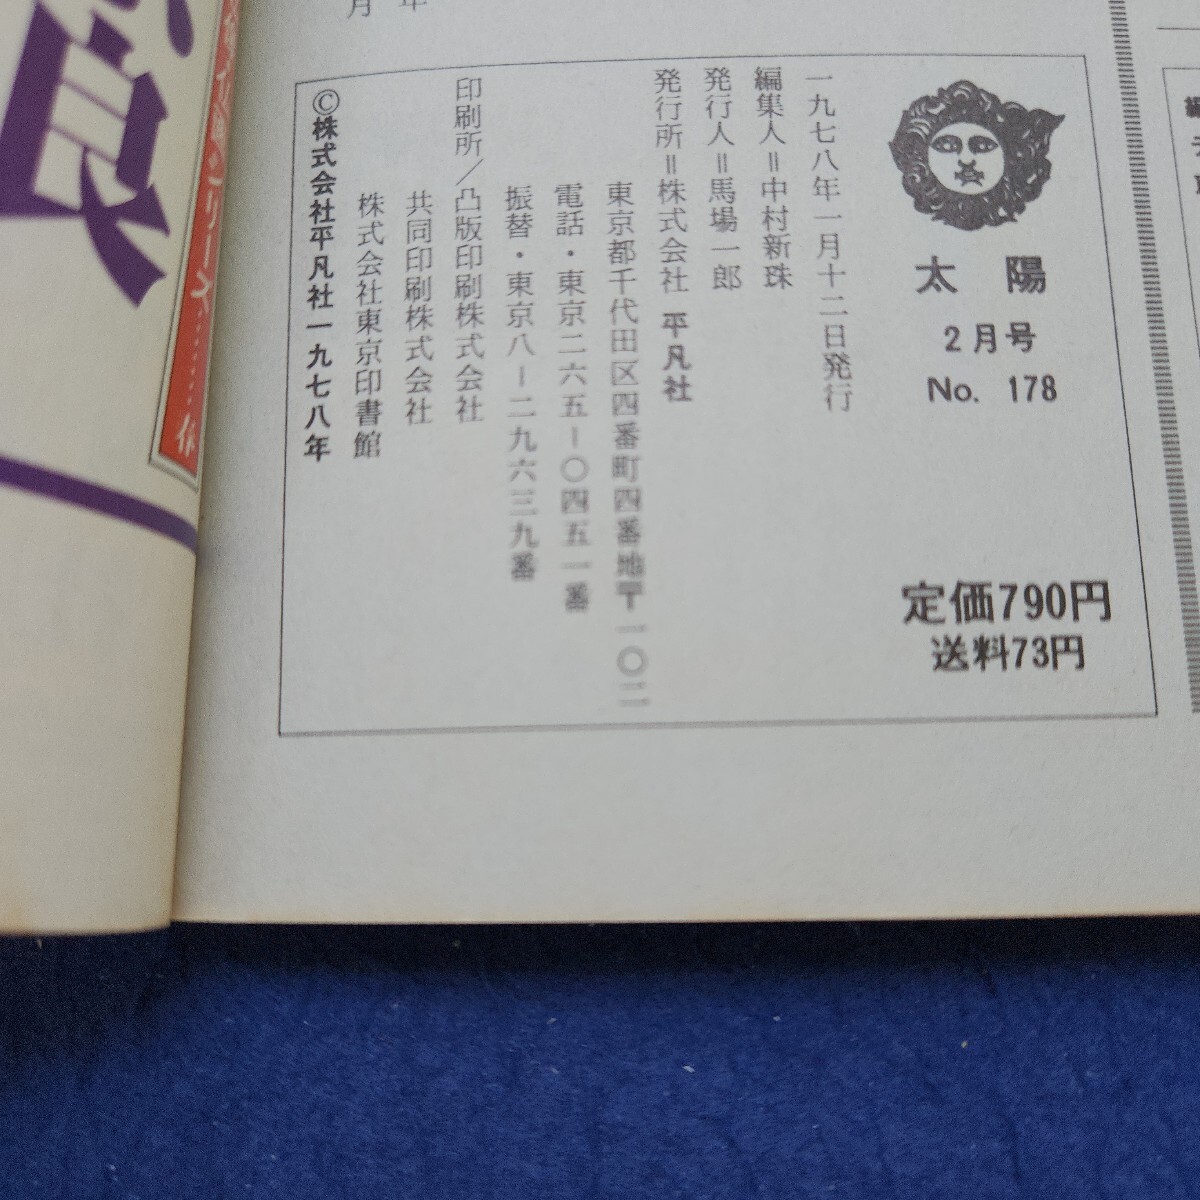 太陽
2月号
No. 178
定価790円
送料73円
一九七八年一月十二日発行
編集人＝中村新珠
発行人＝馬場一郎
発行所＝株式会社 平凡社
東京都千代田区四番町四番地〒一〇二
電話・東京二六五－〇四五一番
振替・東京八－二九六三九番
印刷所／凸版印刷株式会社
共同印刷株式会社
株式会社東京印書館
©株式会社平凡社一九七八年
年
月